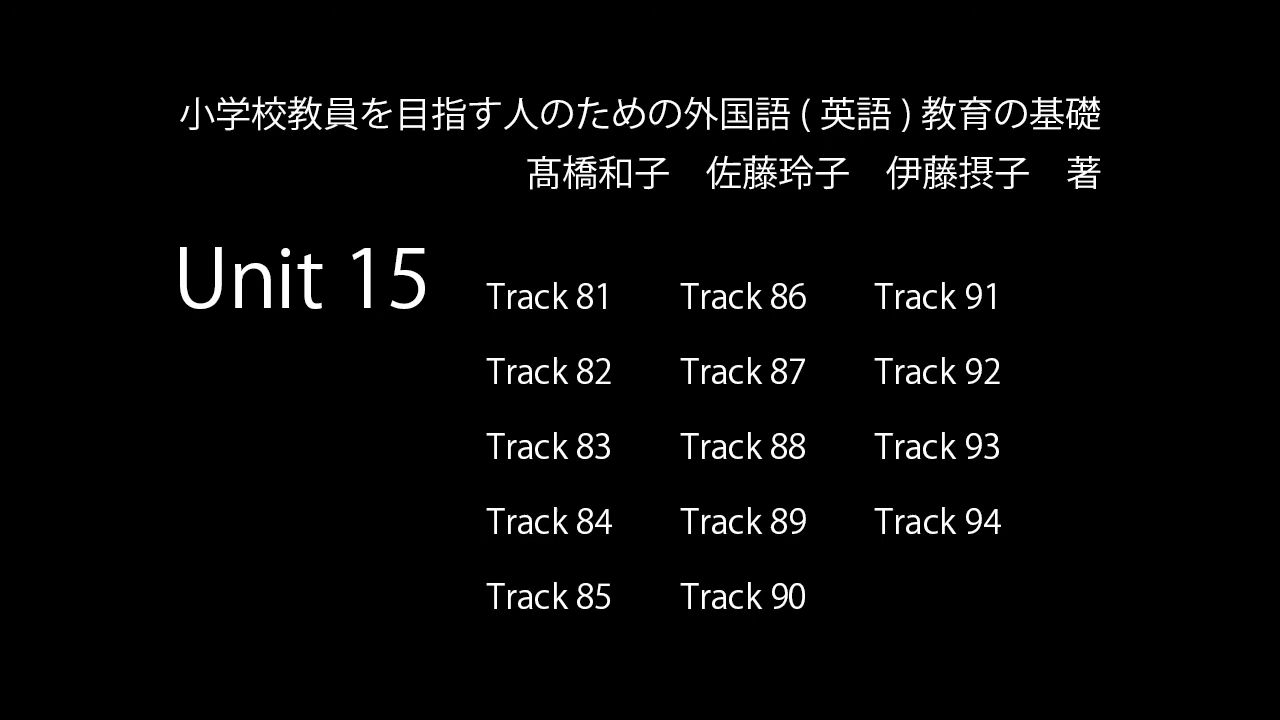 小学校教員を目指す人のための外国語 ( 英語 ) 教育の基礎
髙橋和子　佐藤玲子　伊藤摂子　著
Unit 15
Track 81 Track 86 Track 91
Track 82 Track 87 Track 92
Track 83 Track 88 Track 93
Track 84 Track 89 Track 94
Track 85 Track 90